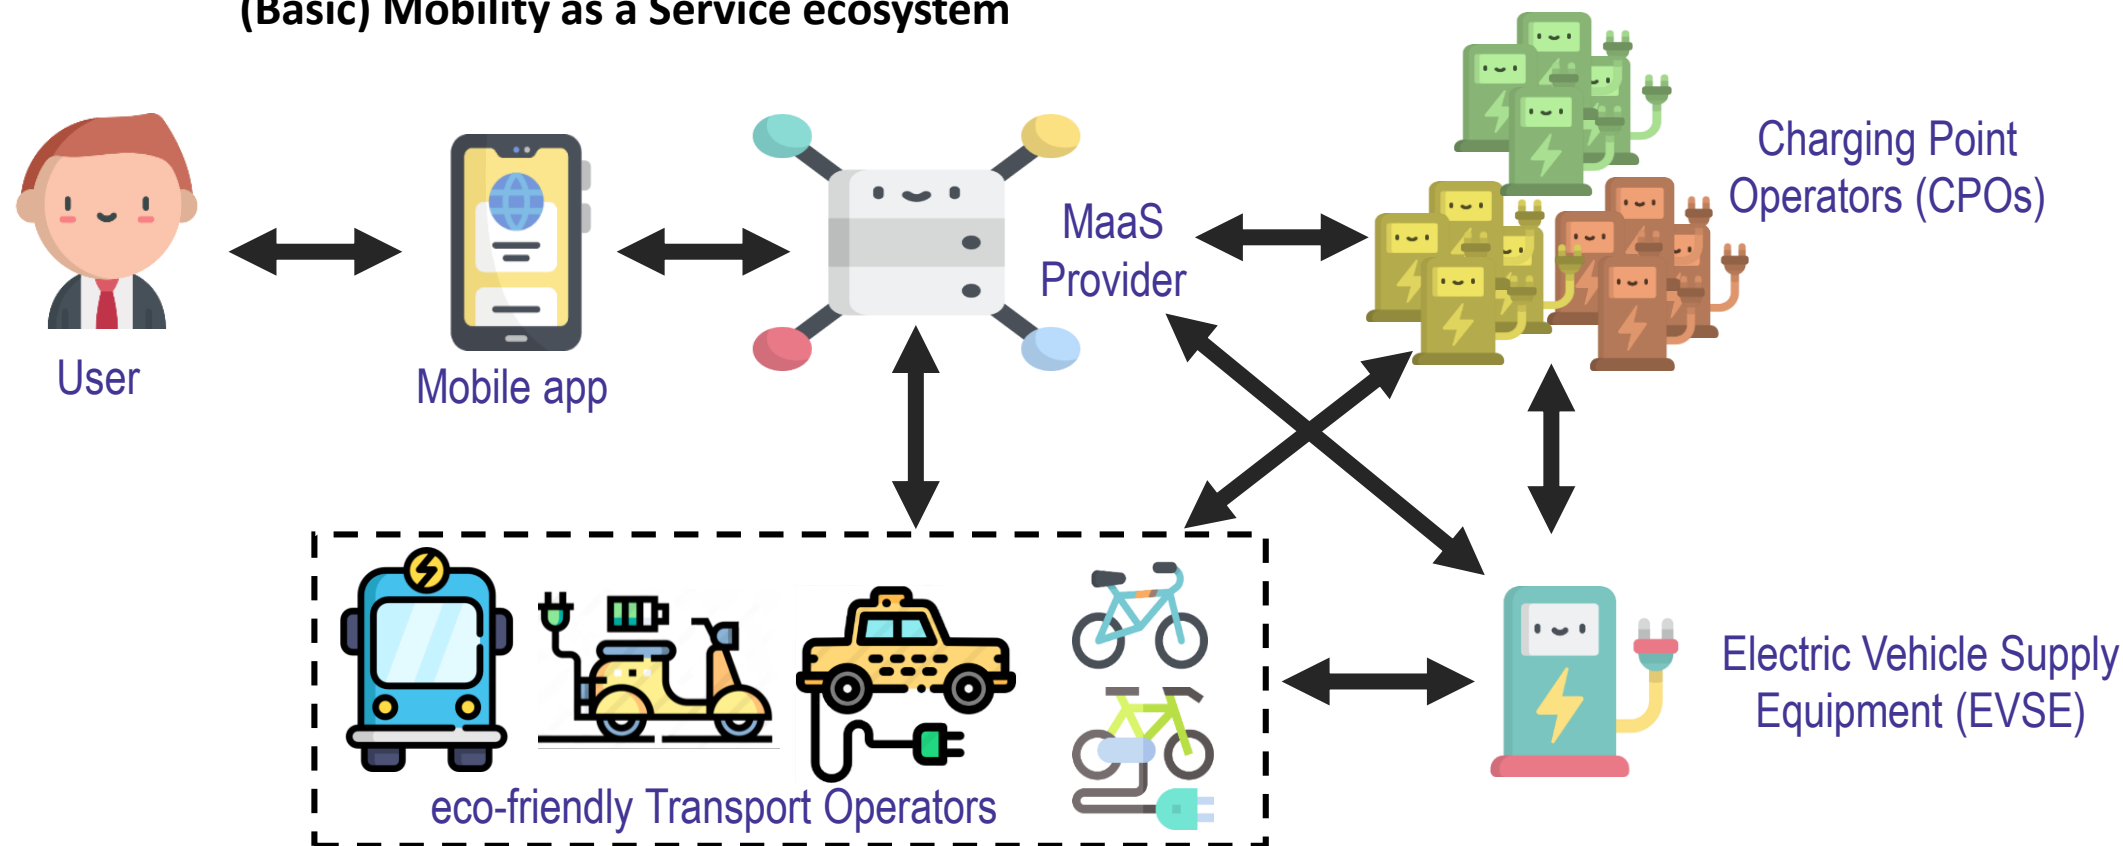 (Basic) Mobility as a Service ecosystem
Charging Point
Operators (CPOs)
MaaS
Provider
User
Mobile app
Electric Vehicle Supply
Equipment (EVSE)
eco-friendly Transport Operators